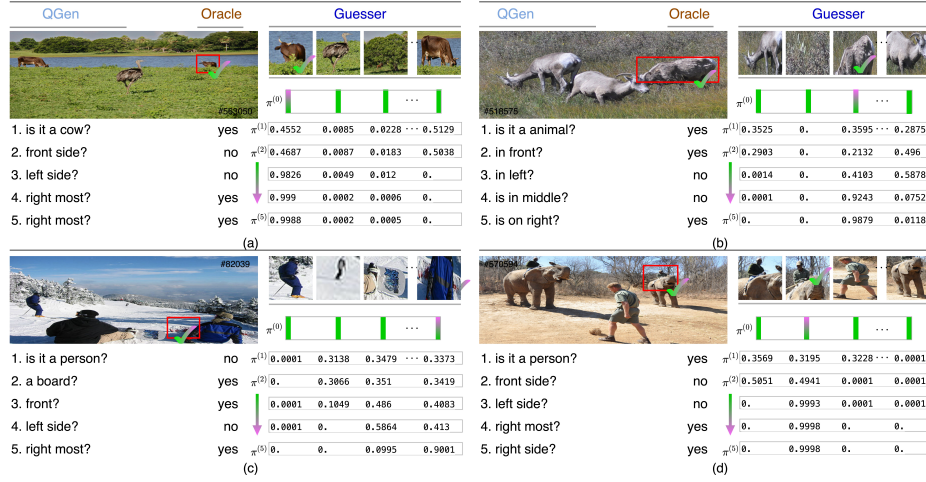 QGen Oracle Guesser
#563050
π(0) ···
1. is it a cow? yes π(1) 0.4552 0.0085 0.0228 ··· 0.5129
2. front side? no π(2) 0.4687 0.0087 0.0183 0.5038
3. left side? no 0.9826 0.0049 0.012 0.
4. right most? yes 0.999 0.0002 0.0006 0.
5. right most? yes π(5) 0.9988 0.0002 0.0005 0.
(a)
QGen Oracle Guesser
#518575
π(0) ···
1. is it a animal? yes π(1) 0.3525 0. 0.3595 ··· 0.2875
2. in front? yes π(2) 0.2903 0. 0.2132 0.496
3. in left? no 0.0014 0. 0.4103 0.5878
4. is in middle? no 0.0001 0. 0.9243 0.0752
5. is on right? yes π(5) 0. 0. 0.9879 0.0118
(b)
#82039
π(0) ···
1. is it a person? no π(1) 0.0001 0.3138 0.3479 ··· 0.3373
2. a board? yes π(2) 0. 0.3066 0.351 0.3419
3. front? yes 0.0001 0.1049 0.486 0.4083
4. left side? no 0.0001 0. 0.5864 0.413
5. right most? yes π(5) 0. 0. 0.0995 0.9001
(c)
#570594
π(0) ···
1. is it a person? yes π(1) 0.3569 0.3195 0.3228 ··· 0.0001
2. front side? no π(2) 0.5051 0.4941 0.0001 0.0001
3. left side? no 0. 0.9993 0.0001 0.0001
4. right most? yes 0. 0.9998 0. 0.
5. right side? yes π(5) 0. 0.9998 0. 0.
(d)